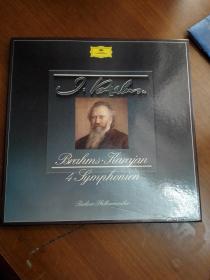 Brahms · Karajan
4 Symphonien
Berliner Philharmoniker